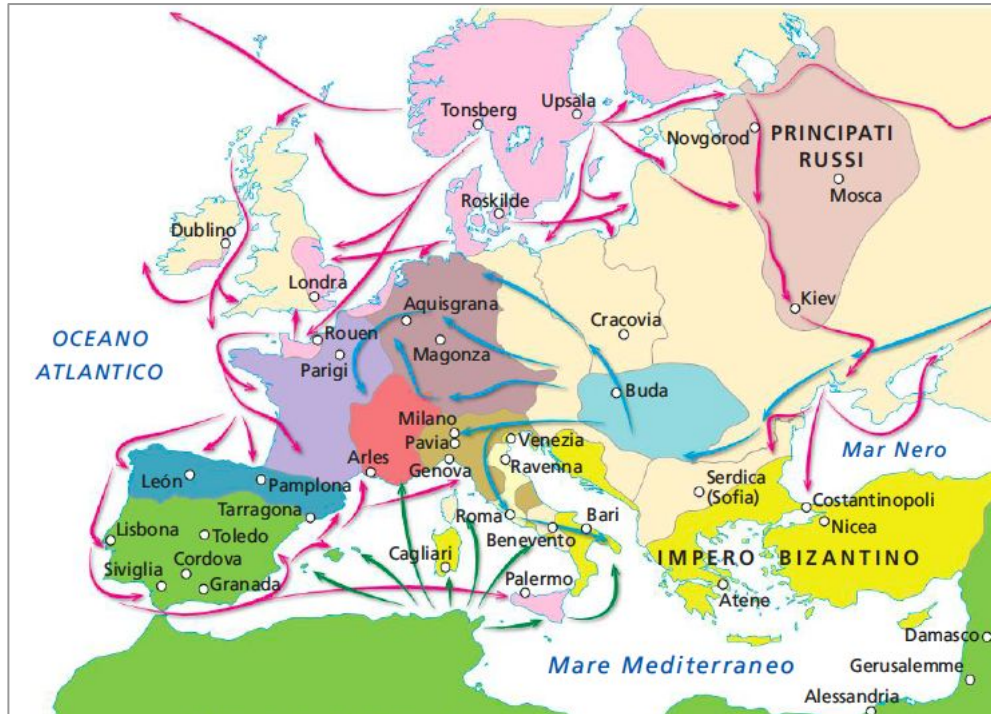 Tonsberg
Upsala
Novgorod
PRINCIPATI
RUSSI
Mosca
Roskilde
Dublino
Londra
Kiev
Aquisgrana
Cracovia
Rouen
OCEANO
ATLANTICO
Parigi
Magonza
Buda
Milano
Pavia
Venezia
Mar Nero
Genova
Ravenna
Arles
León
Pamplona
Serdica
(Sofia)
Costantinopoli
Tarragona
Roma
Bari
Nicea
Lisbona
Toledo
Benevento
IMPERO BIZANTINO
Cordova
Cagliari
Siviglia
Granada
Palermo
Atene
Damasco
Mare Mediterraneo
Gerusalemme
Alessandria